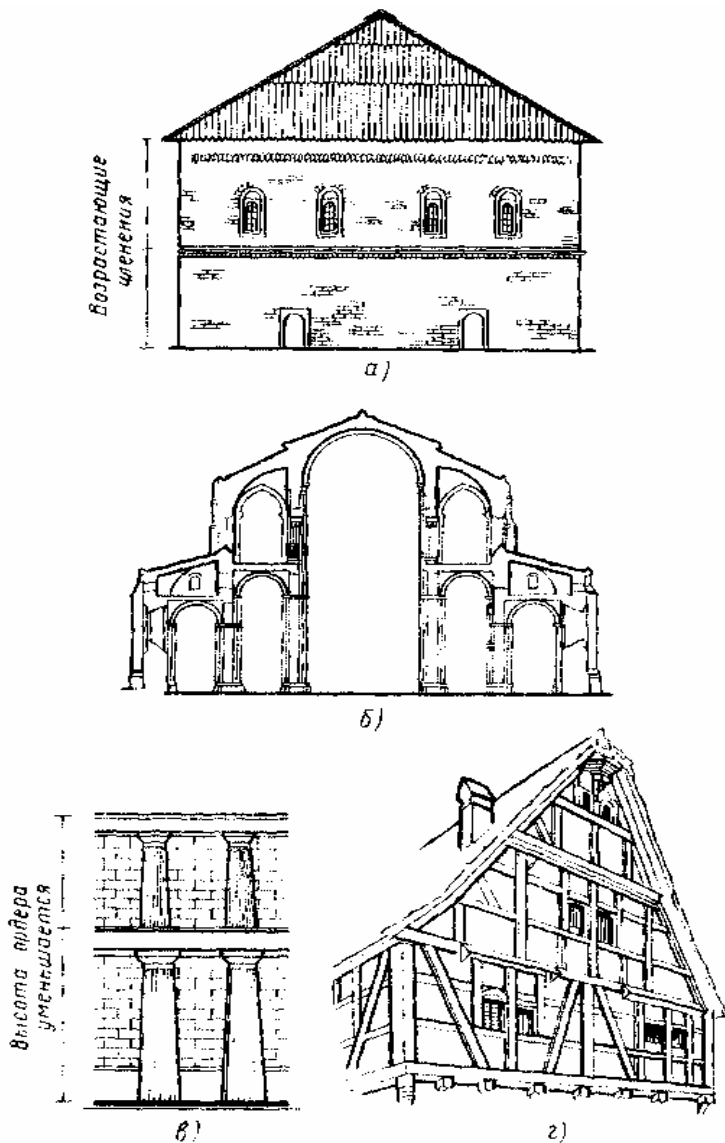 Возрастающие
членения
а)
б)
Высота ордера
уменьшается
в)
г)